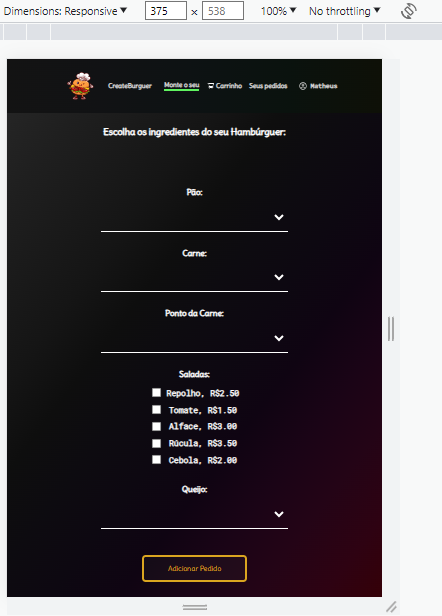 Dimensions: Responsive ▼ 375 x 538 100% ▼ No throttling ▼
CreateBurguer Monte o seu Carrinho Seus pedidos Matheus
Escolha os ingredientes do seu Hambúrguer:
Pão:
Carne:
Ponto da Carne:
Saladas:
Repolho, R$2.50
Tomate, R$1.50
Alface, R$3.00
Rúcula, R$3.50
Cebola, R$2.00
Queijo:
Adicionar Pedido